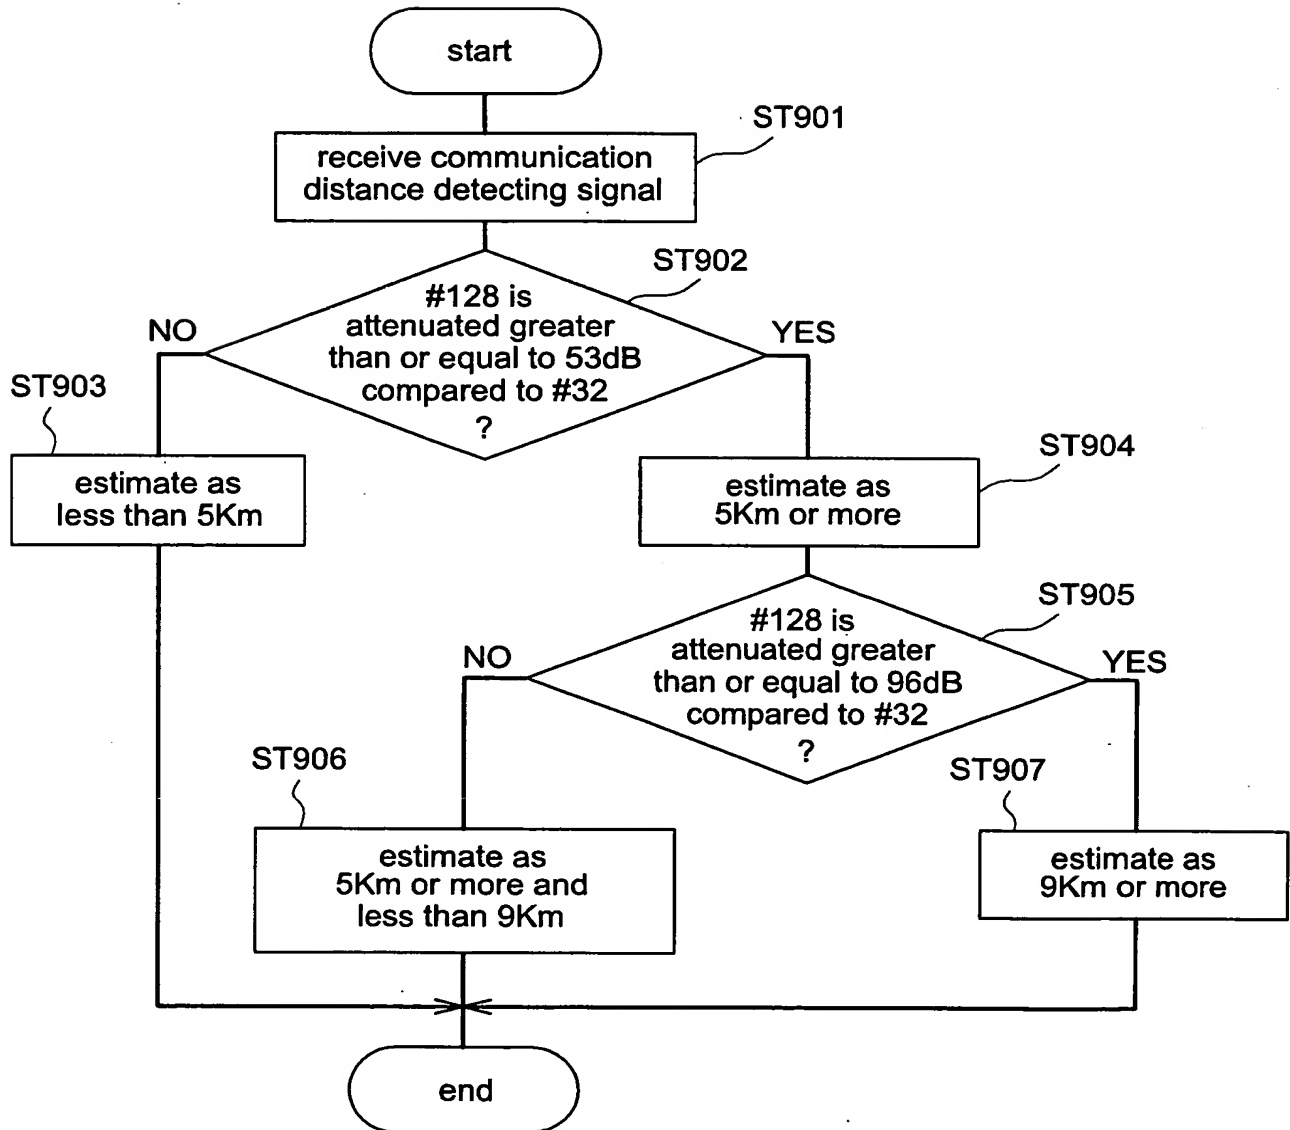 start
ST901
receive communication
distance detecting signal
ST902
#128 is
attenuated greater
than or equal to 53dB
compared to #32
?
NO
YES
ST903
estimate as
less than 5Km
ST904
estimate as
5Km or more
ST905
#128 is
attenuated greater
than or equal to 96dB
compared to #32
?
NO
YES
ST906
estimate as
5Km or more and
less than 9Km
ST907
estimate as
9Km or more
end